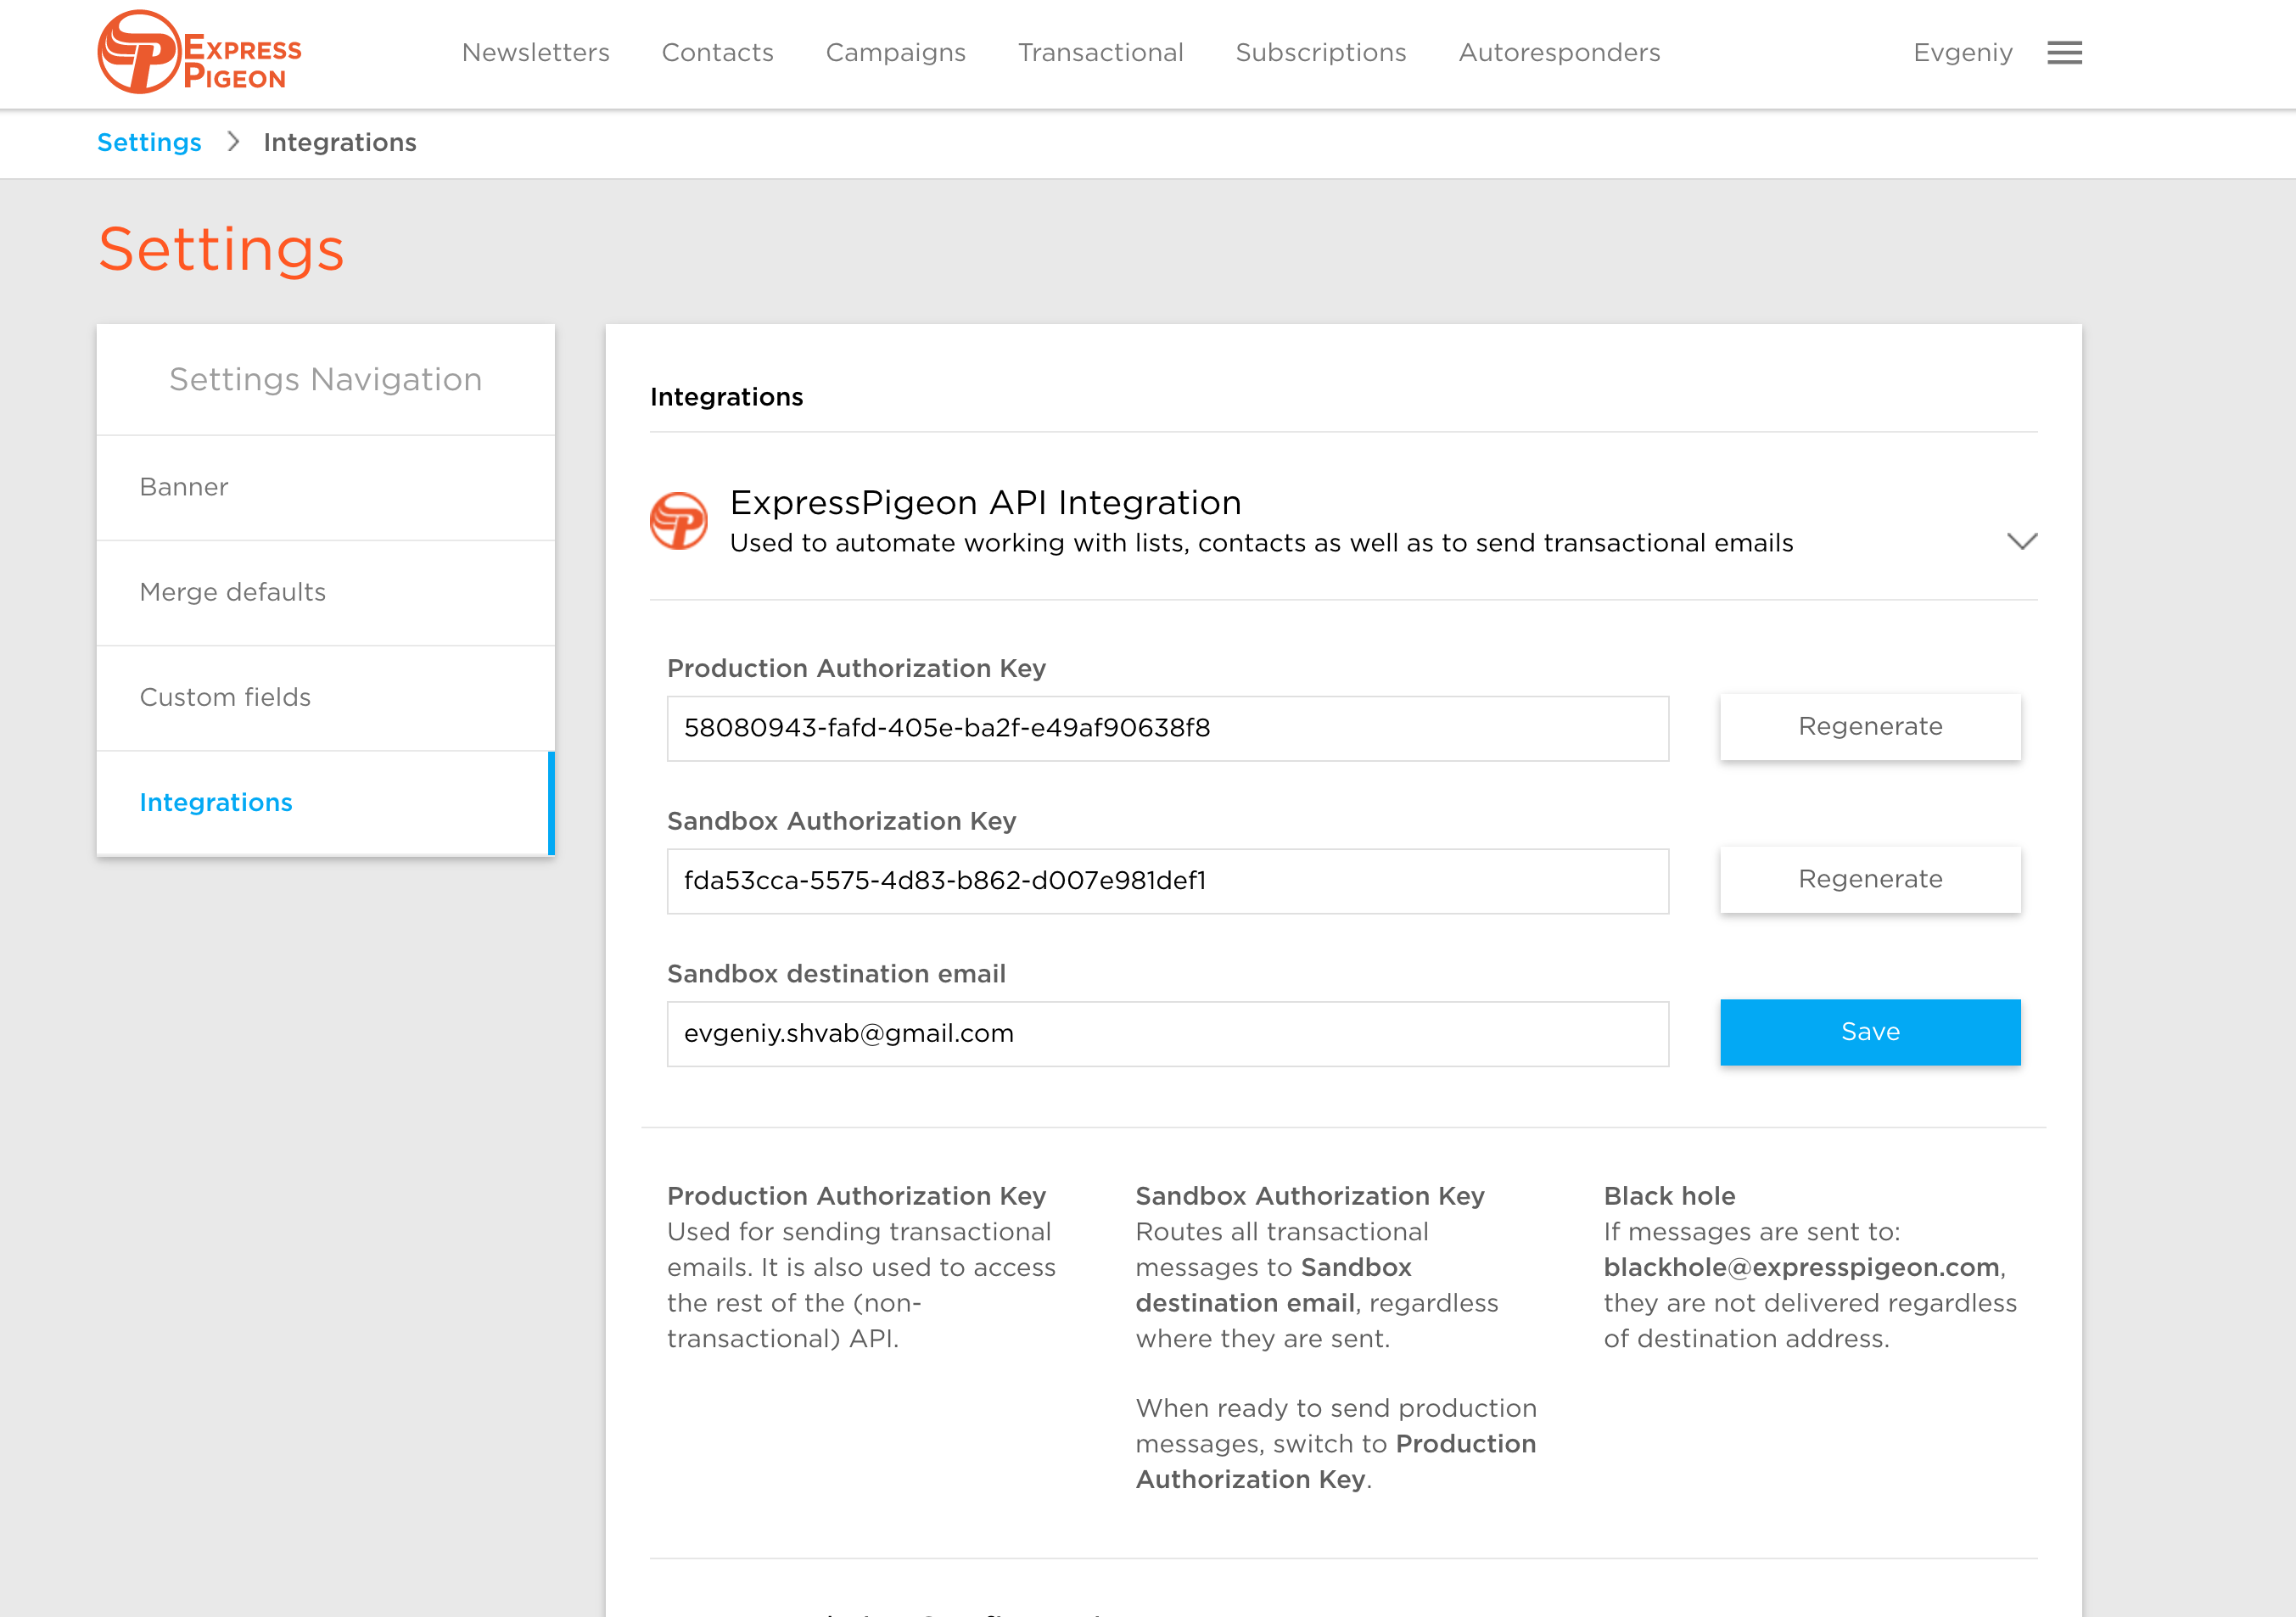 EXPRESS
PIGEON
Newsletters Contacts Campaigns Transactional Subscriptions Autoresponders Evgeniy
Settings Integrations
Settings
Settings Navigation
Banner
Merge defaults
Custom fields
Integrations
Integrations
ExpressPigeon API Integration
Used to automate working with lists, contacts as well as to send transactional emails
Production Authorization Key
58080943-fafd-405e-ba2f-e49af90638f8
Regenerate
Sandbox Authorization Key
fda53cca-5575-4d83-b862-d007e981def1
Regenerate
Sandbox destination email
evgeniy.shvab@gmail.com
Save
Production Authorization Key
Used for sending transactional
emails. It is also used to access
the rest of the (non-
transactional) API.
Sandbox Authorization Key
Routes all transactional
messages to Sandbox
destination email, regardless
where they are sent.
When ready to send production
messages, switch to Production
Authorization Key.
Black hole
If messages are sent to:
blackhole@expresspigeon.com,
they are not delivered regardless
of destination address.